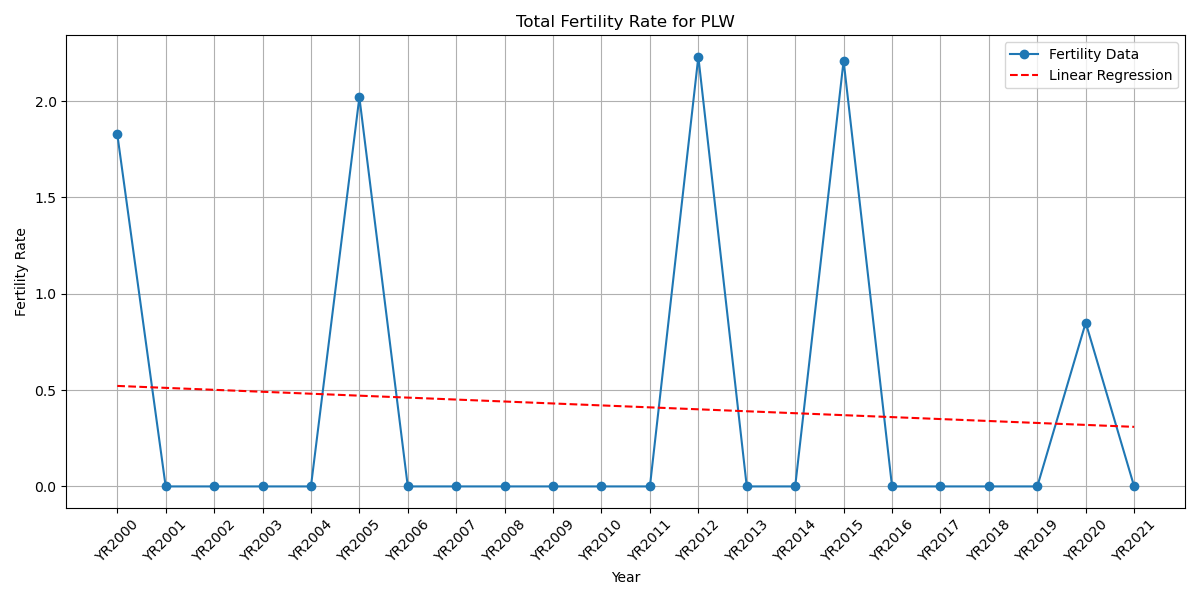 Total Fertility Rate for PLW
Fertility Data
Linear Regression
Fertility Rate
2.0
1.5
1.0
0.5
0.0
YR2000
YR2001
YR2002
YR2003
YR2004
YR2005
YR2006
YR2007
YR2008
YR2009
YR2010
YR2011
YR2012
YR2013
YR2014
YR2015
YR2016
YR2017
YR2018
YR2019
YR2020
YR2021
Year